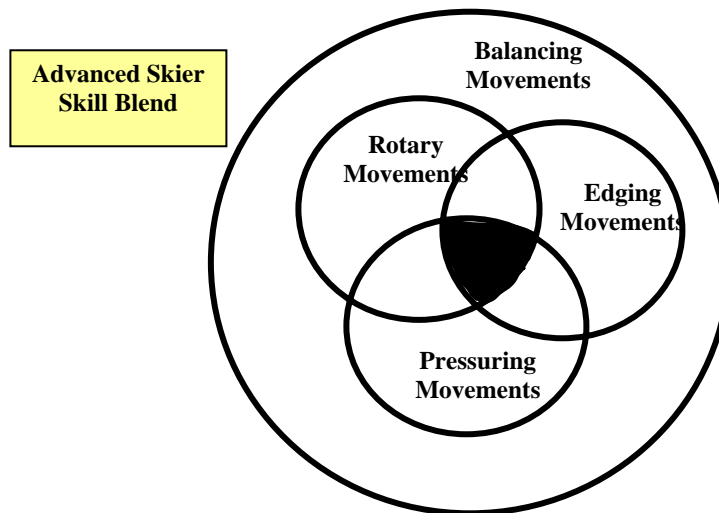 Advanced Skier
Skill Blend
Balancing
Movements
Rotary
Movements
Edging
Movements
Pressuring
Movements